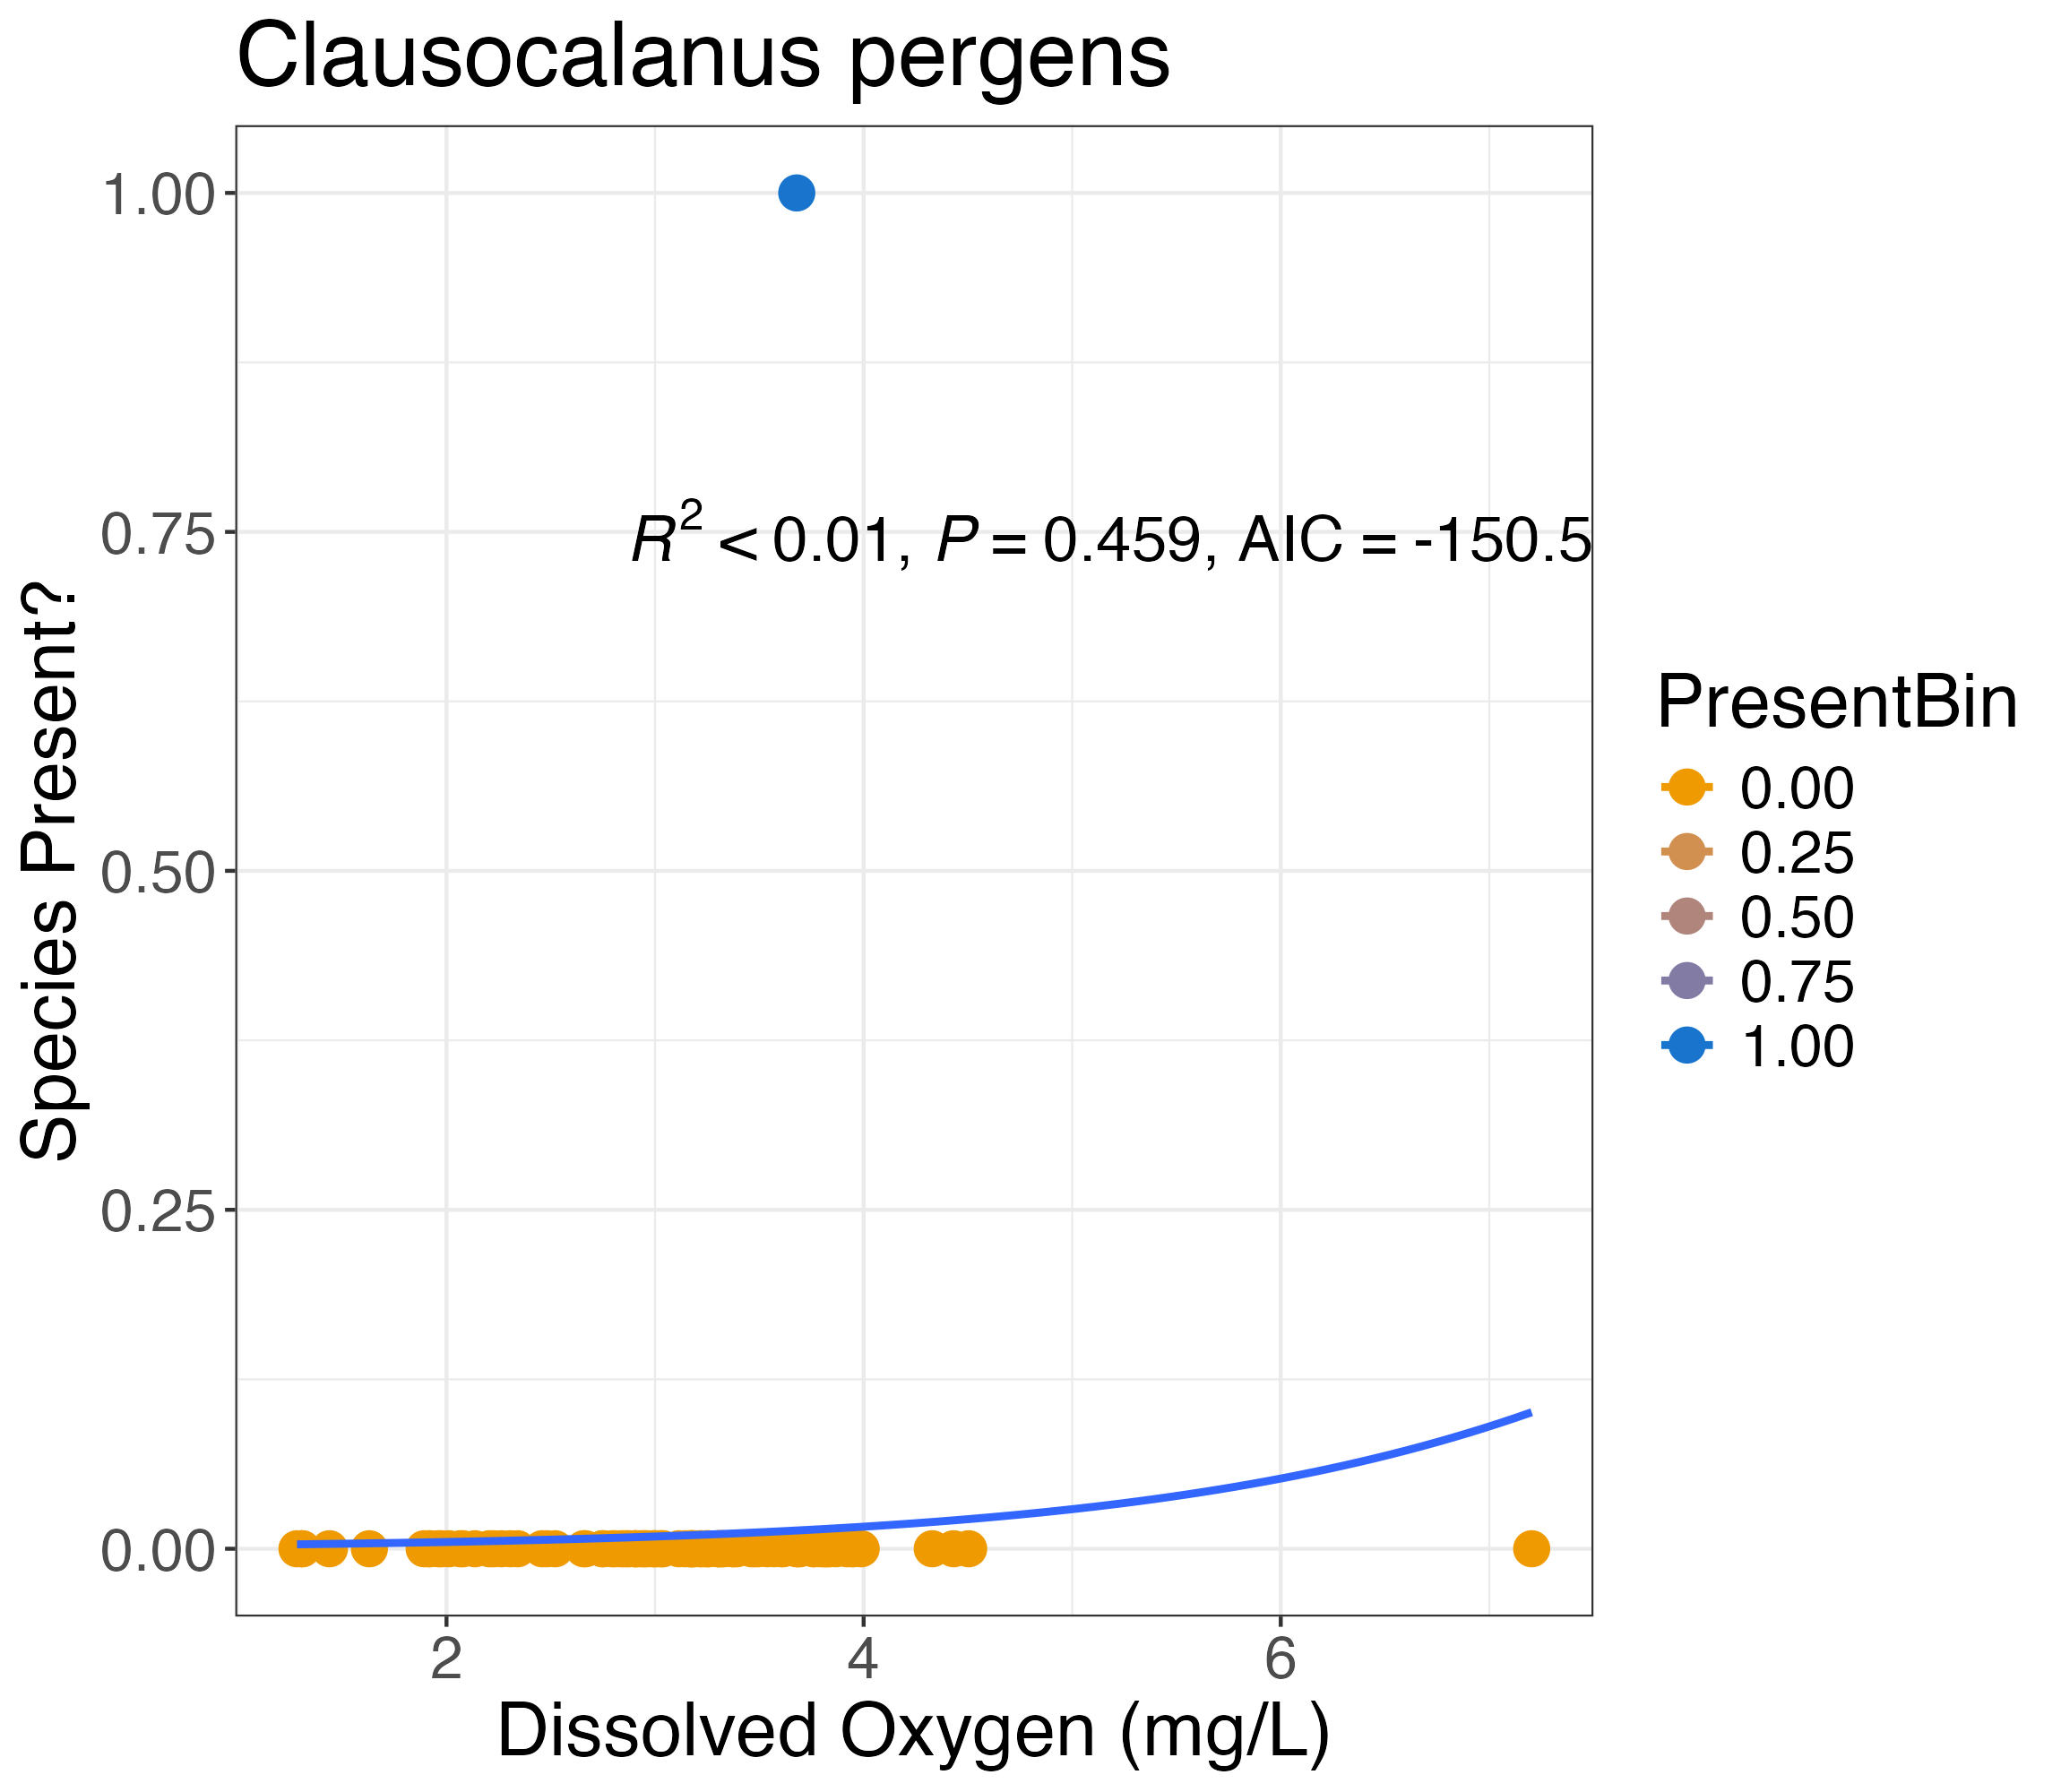 Clausocalanus pergens
1.00
0.75
0.50
0.25
0.00
R² < 0.01, P = 0.459, AIC = -150.5
Species Present?
2
4
6
Dissolved Oxygen (mg/L)
PresentBin
0.00
0.25
0.50
0.75
1.00